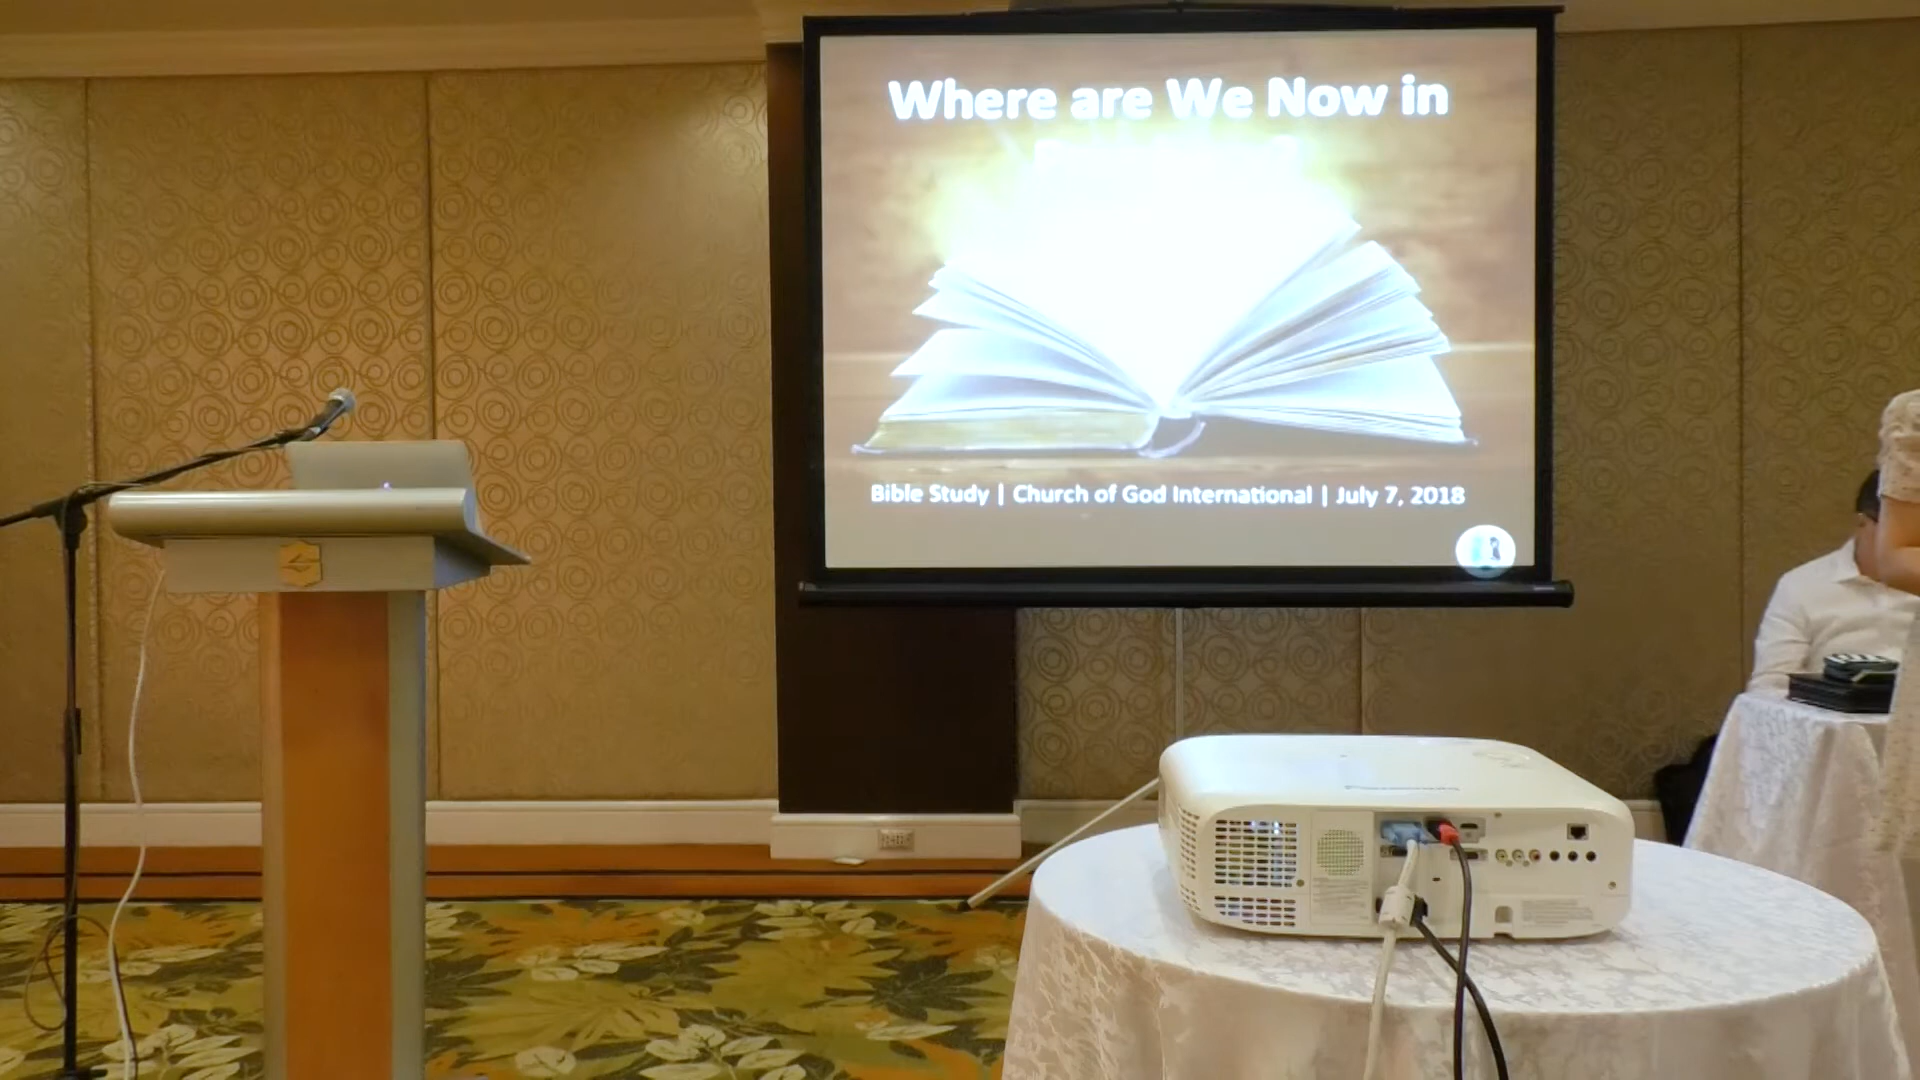 Where are We Now in
Bible Study | Church of God International | July 7, 2018